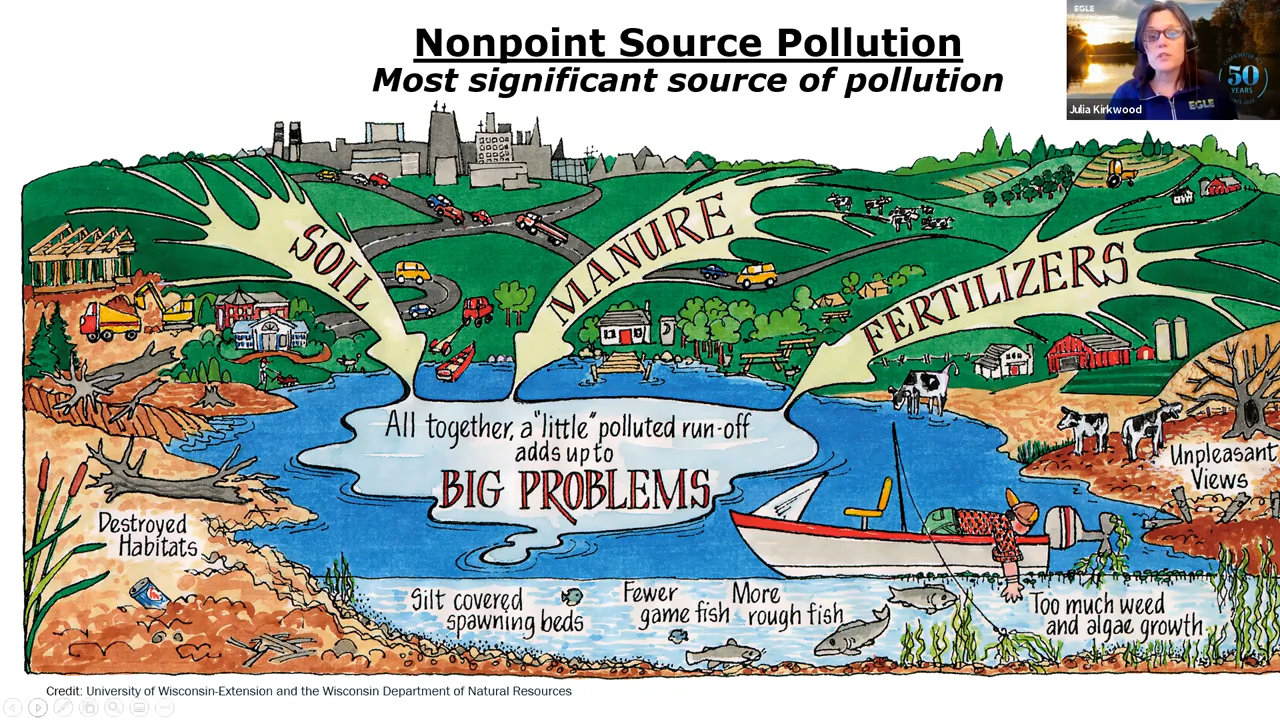 Nonpoint Source Pollution
Most significant source of pollution
EGLE
50
YEARS
EGLE
Julia Kirkwood
SOIL
MANURE
FERTILIZERS
All together, a "little" polluted run-off
adds up to
BIG PROBLEMS
Unpleasant
Views
Destroyed
Habitats
Silt covered
spawning beds
Fewer
game fish
More
rough fish
Too much weed
and algae growth
Credit: University of Wisconsin-Extension and the Wisconsin Department of Natural Resources